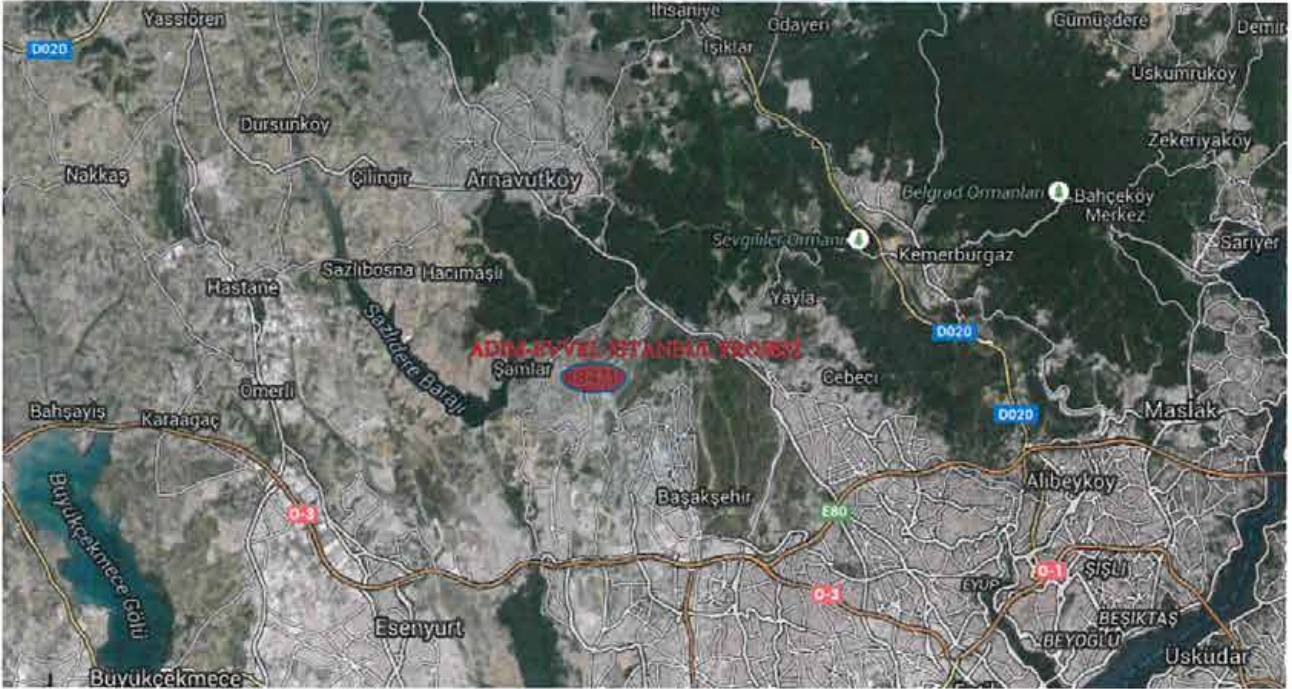 Yassıören
İhsaniye
Odayeri
Gümüşdere
D020
Işıklar
Uskumruköy
Dursunköy
Zekeriyaköy
Nakkaş
Çilingir
Arnavutköy
Belgrad Ormanları
Bahçeköy
Merkez
Sevgililer Ormanı
Kemerburgaz
Sarıyer
Sazlıbosna
Hacımaşlı
Hastane
Yayla
D020
Sazlıdere Barajı
ADIM-EVVEL İSTANBUL PROJESİ
Şamlar
Cebeci
Ömerli
D020
Maslak
Bahşayiş
Karaağaç
Büyükçekmece Gölü
Alibeyköy
Başakşehir
O-3
E80
O-1
ŞİŞLİ
EYÜP
O-3
BEŞİKTAŞ
Esenyurt
BEYOĞLU
Üsküdar
Büyükçekmece